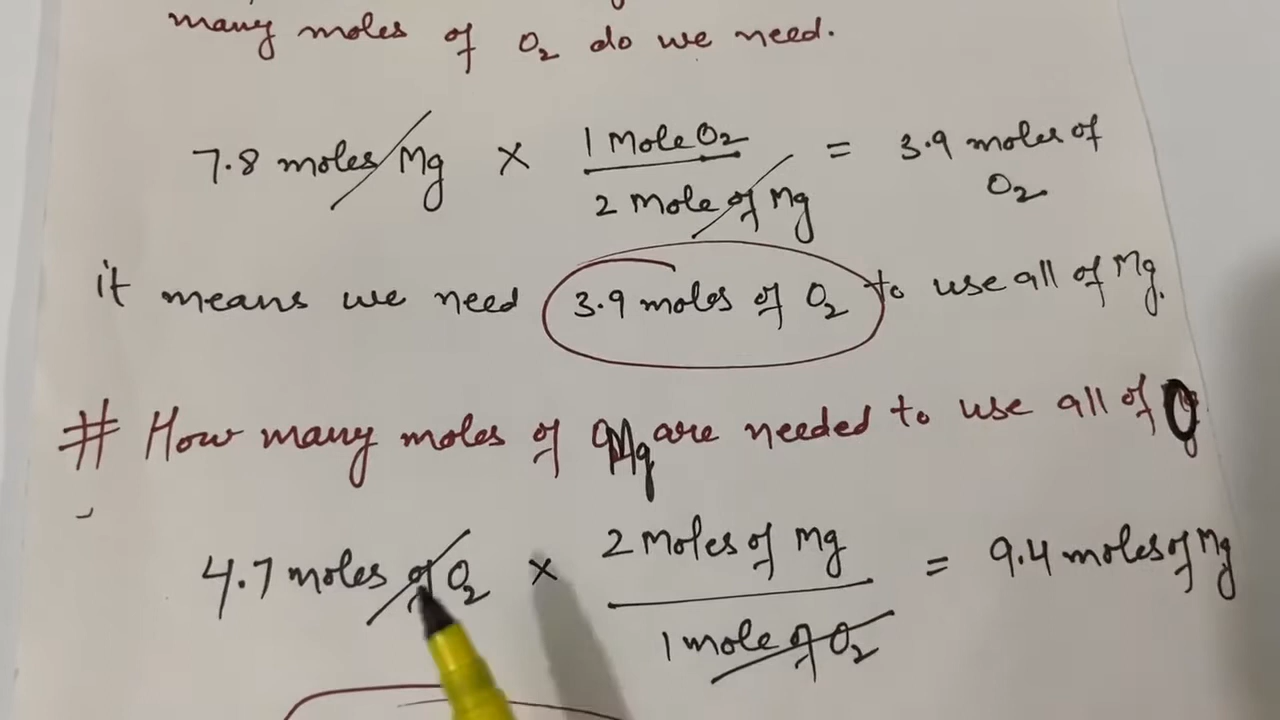 many moles of O₂ do we need.
7.8 moles Mg × 1 Mole O₂ = 3.9 moles of
2 Mole of Mg O₂
it means we need 3.9 moles of O₂ to use all of Mg.
# How many moles of Mg are needed to use all of O
4.7 moles of O₂ × 2 Moles of Mg = 9.4 moles of Mg
1 mole of O₂